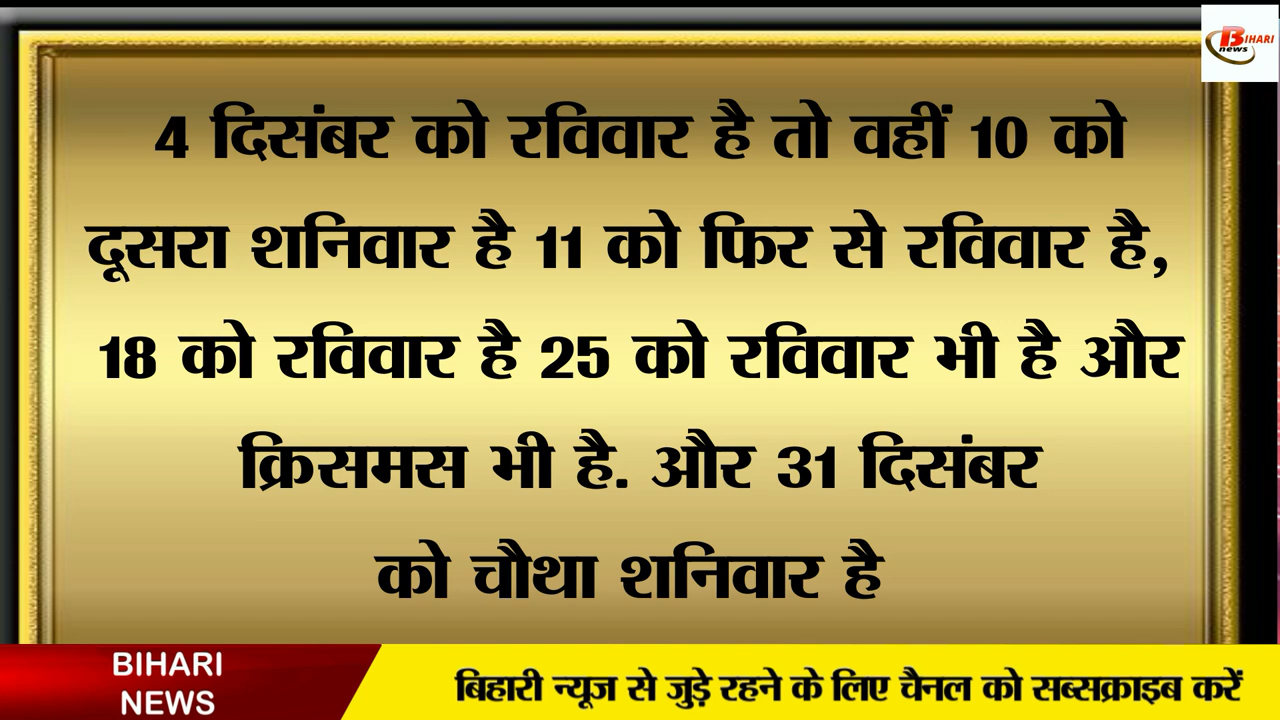 BIHARI
news
4 दिसंबर को रविवार है तो वहीं 10 को
दूसरा शनिवार है 11 को फिर से रविवार है,
18 को रविवार है 25 को रविवार भी है और
क्रिसमस भी है. और 31 दिसंबर
को चौथा शनिवार है
BIHARI
NEWS
बिहारी न्यूज से जुड़े रहने के लिए चैनल को सब्सक्राइब करें